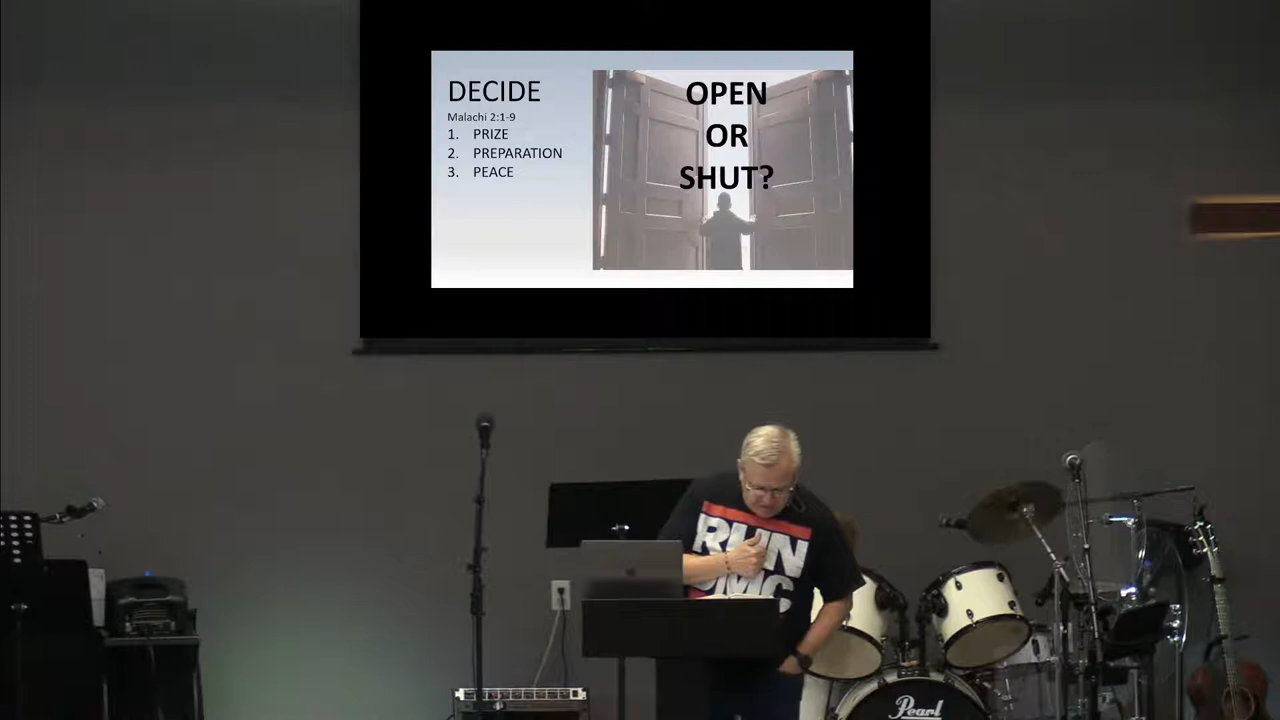 DECIDE
Malachi 2:1-9
1. PRIZE
2. PREPARATION
3. PEACE
OPEN
OR
SHUT?
RUN
DMC
Pearl